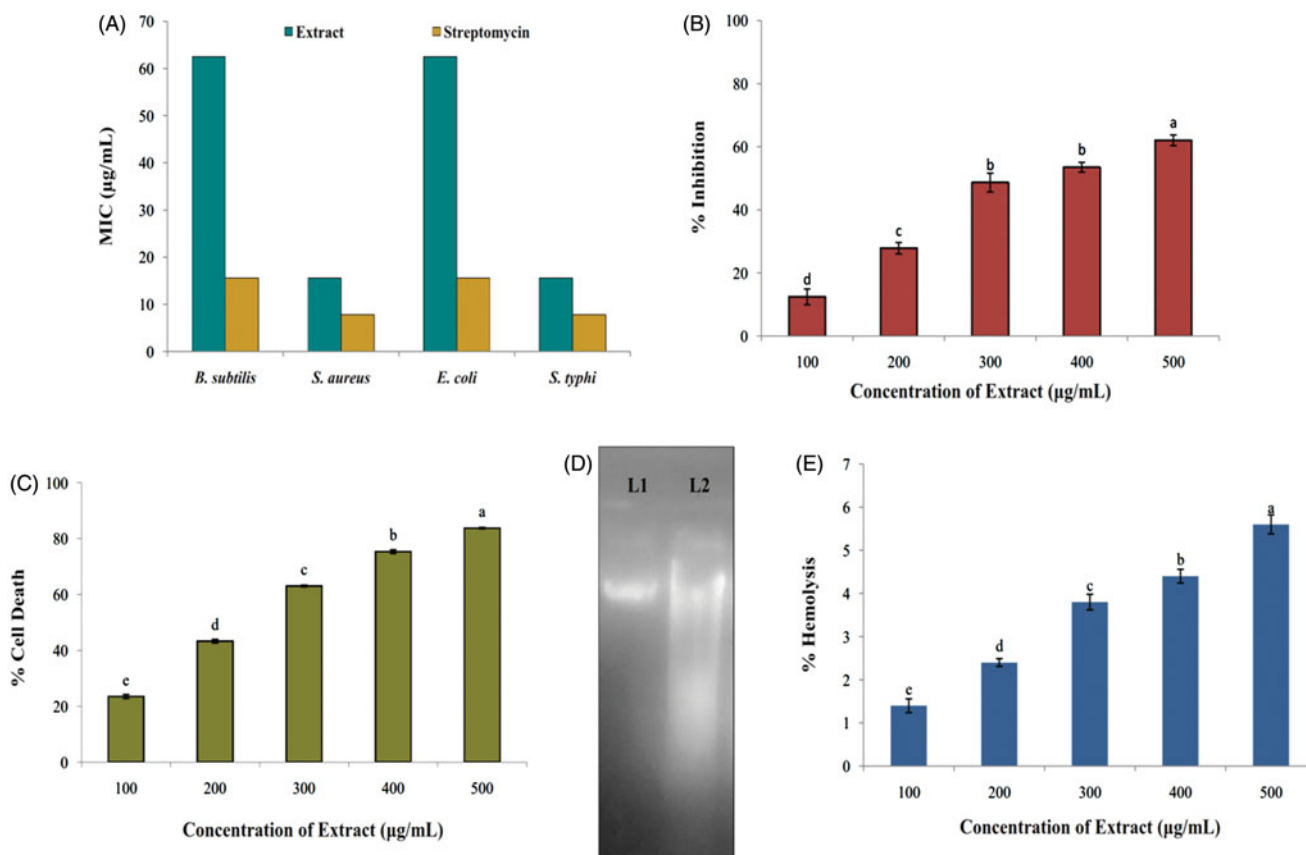 (A)
70
60
50
40
30
20
10
0
MIC (µg/mL)
Extract
Streptomycin
B. subtilis
S. aureus
E. coli
S. typhi
(B)
100
80
60
40
20
0
% Inhibition
d
c
b
b
a
100 200 300 400 500
Concentration of Extract (µg/mL)
(C)
100
80
60
40
20
0
% Cell Death
e
d
c
b
a
100 200 300 400 500
Concentration of Extract (µg/mL)
(D)
L1 L2
(E)
7
6
5
4
3
2
1
0
% Hemolysis
e
d
c
b
a
100 200 300 400 500
Concentration of Extract (µg/mL)